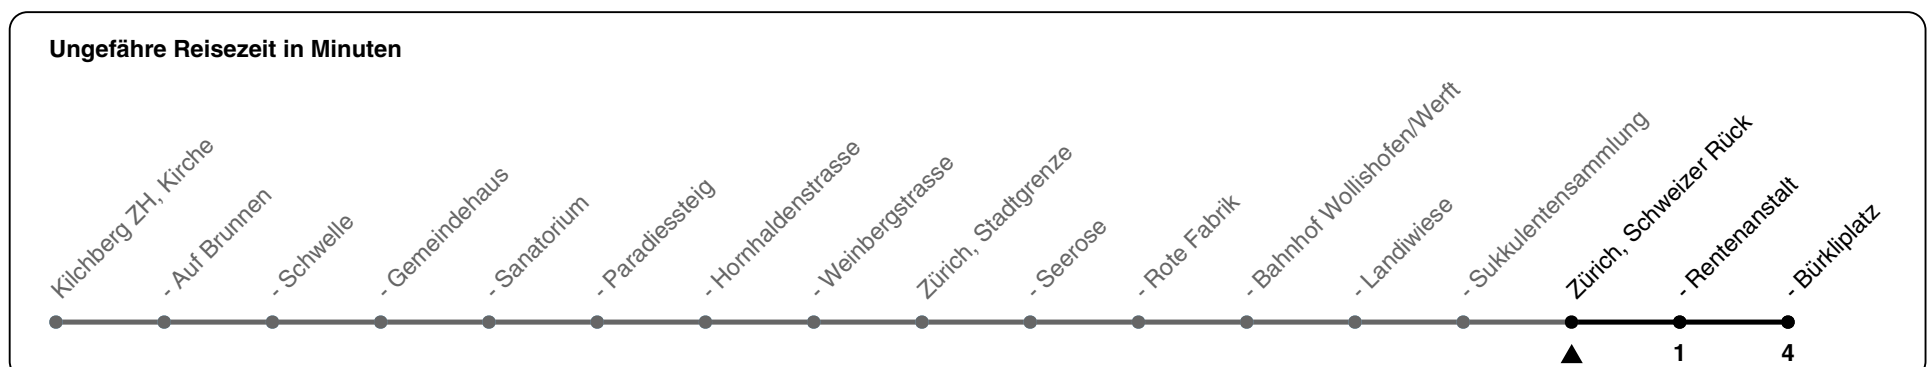 Ungefähre Reisezeit in Minuten
Kilchberg ZH, Kirche
- Auf Brunnen
- Schwelle
- Gemeindehaus
- Sanatorium
- Paradiessteig
- Hornhaldenstrasse
- Weinbergstrasse
Zürich, Stadtgrenze
- Seerose
- Rote Fabrik
- Bahnhof Wollishofen/Werft
- Landiwiese
- Sukkulentensammlung
Zürich, Schweizer Rück
- Rentenanstalt
- Bürkliplatz
1
4